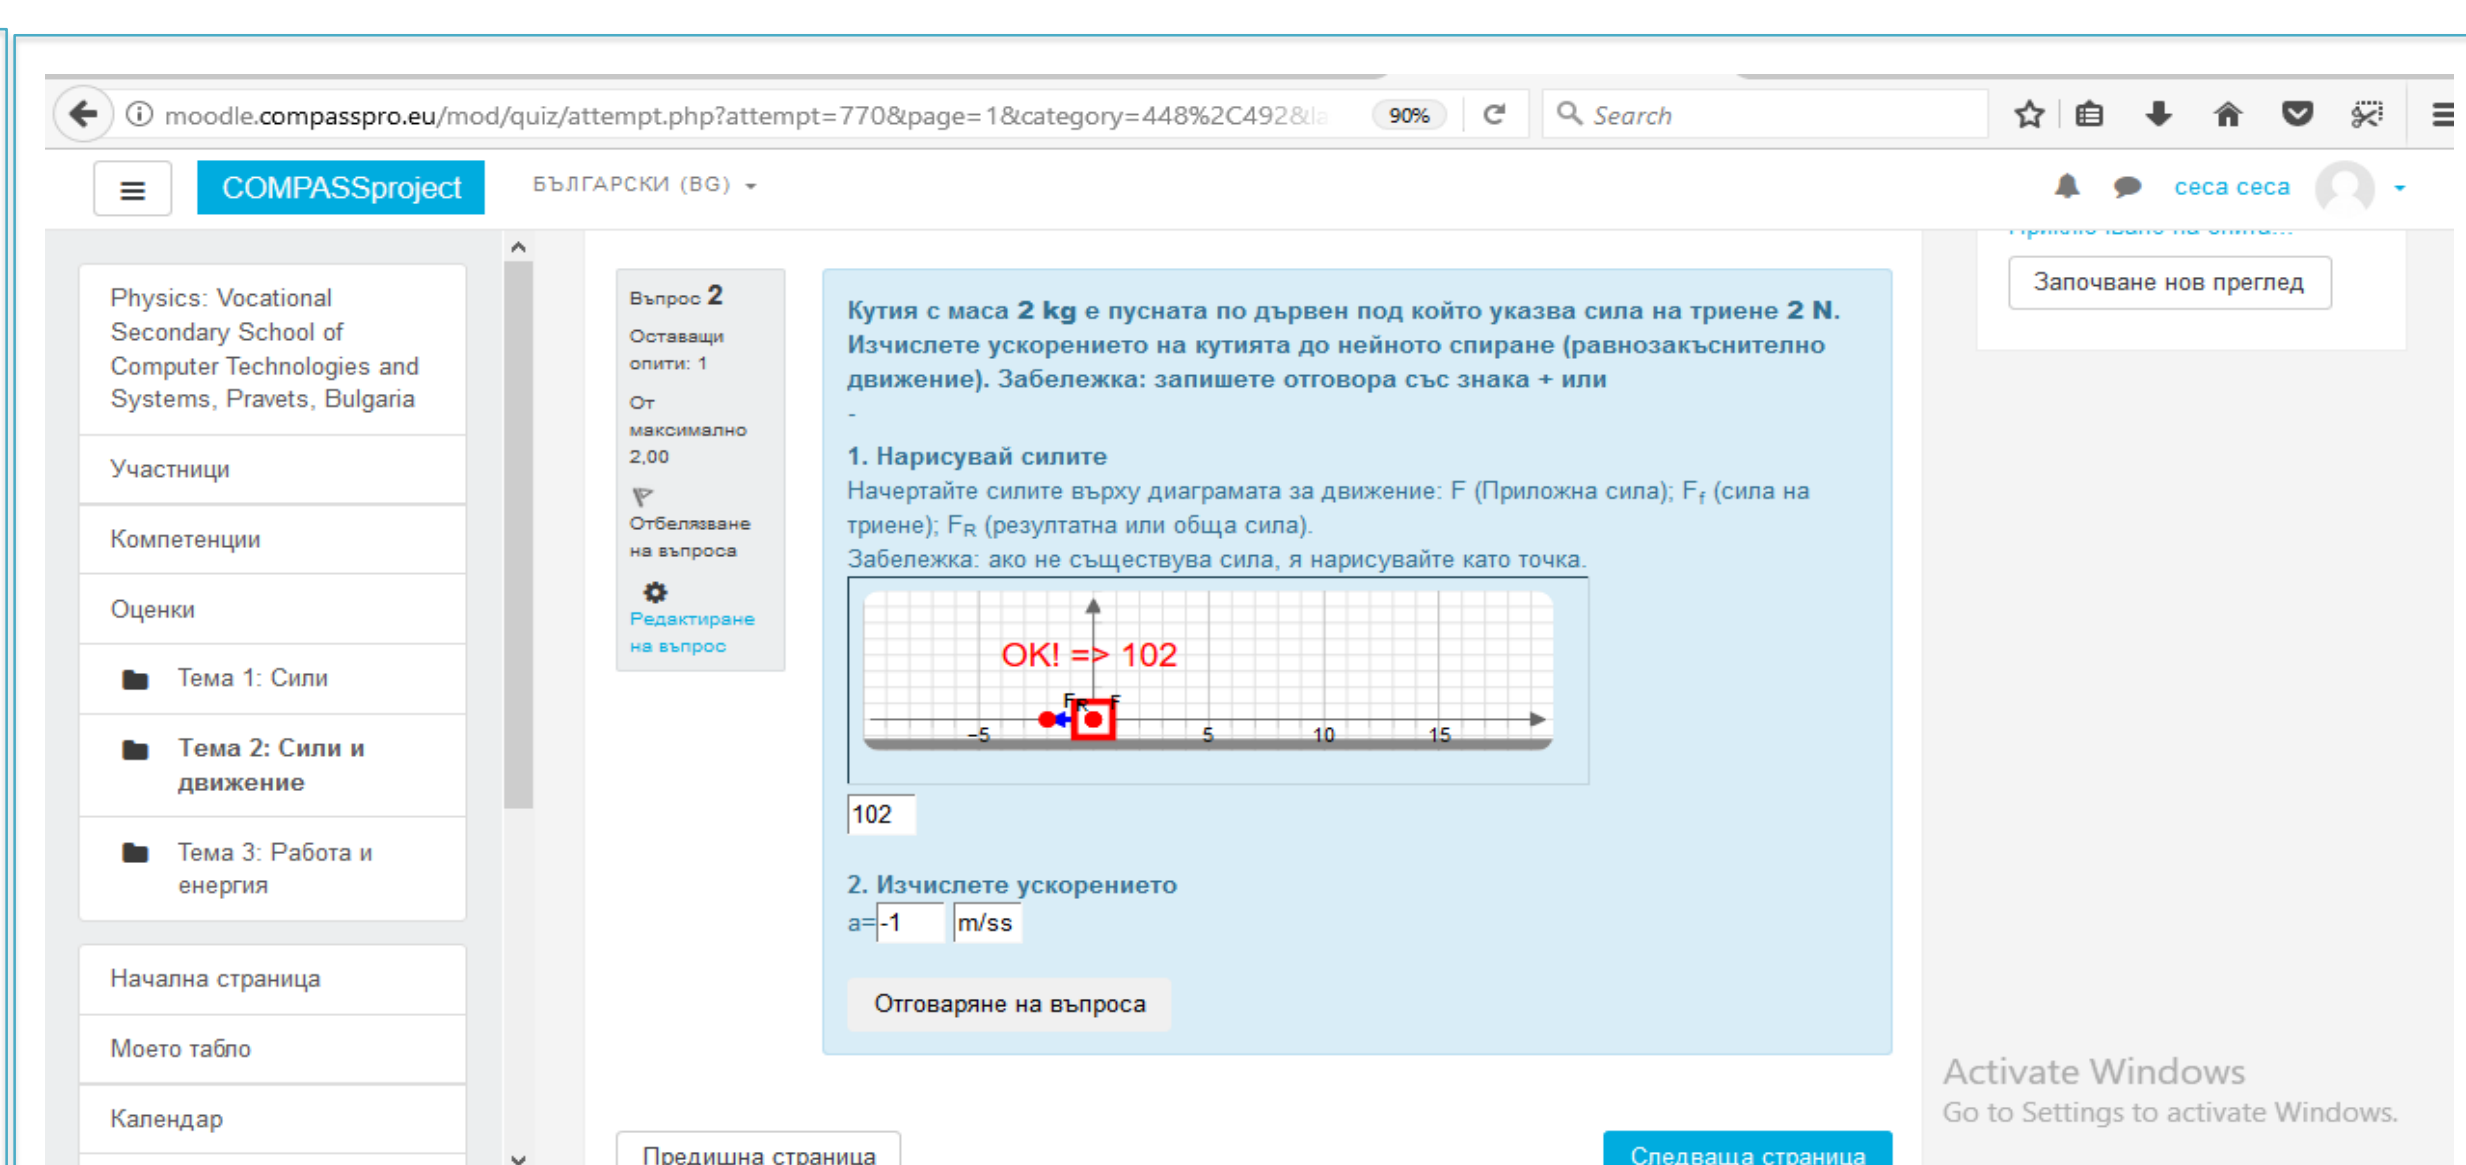 moodle.compasspro.eu/mod/quiz/attempt.php?attempt=770&page=1&category=448%2C492&la
90%
Search
COMPASSproject
БЪЛГАРСКИ (BG)
ceca ceca
Physics: Vocational
Secondary School of
Computer Technologies and
Systems, Pravets, Bulgaria
Участници
Компетенции
Оценки
Тема 1: Сили
Тема 2: Сили и
движение
Тема 3: Работа и
енергия
Начална страница
Моето табло
Календар
Въпрос 2
Оставащи
опити: 1
От
максимално
2,00
Отбелязване
на въпроса
Редактиране
на въпрос
Кутия с маса 2 kg е пусната по дървен под който указва сила на триене 2 N.
Изчислете ускорението на кутията до нейното спиране (равнозакъснително
движение). Забележка: запишете отговора със знака + или
-
1. Нарисувай силите
Начертайте силите върху диаграмата за движение: F (Приложна сила); Ff (сила на
триене); FR (резултатна или обща сила).
Забележка: ако не съществува сила, я нарисувайте като точка.
OK! => 102
FR F
-5 5 10 15
102
2. Изчислете ускорението
a= -1 m/ss
Отговаряне на въпроса
Предишна страница
Следваща страница
Приключване на опита...
Започване нов преглед
Activate Windows
Go to Settings to activate Windows.